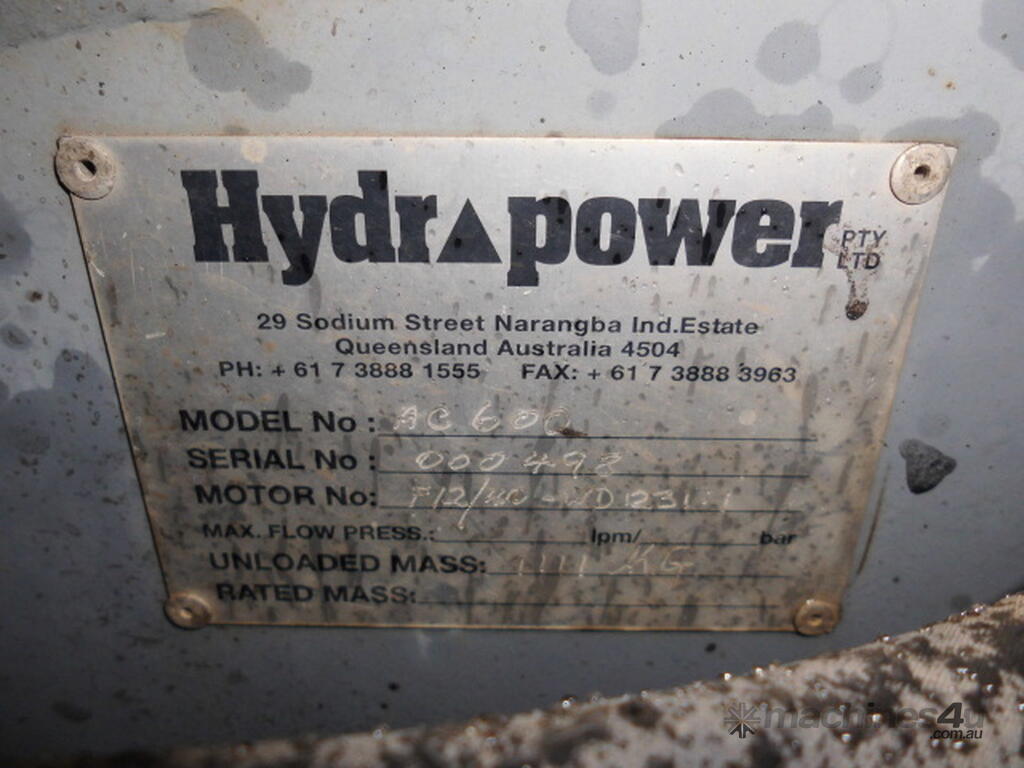 Hydrapower PTY LTD
29 Sodium Street Narangba Ind.Estate
Queensland Australia 4504
PH: + 61 7 3888 1555 FAX: + 61 7 3888 3963
MODEL No : AC 600
SERIAL No : 000498
MOTOR No:
MAX. FLOW PRESS.: lpm/ bar
UNLOADED MASS: KG
RATED MASS:
machines4u
.com.au